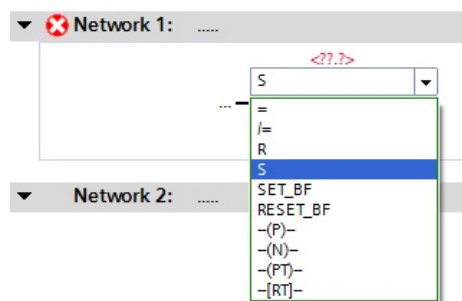 Network 1: .....
<??.?>
S
...
=
/=
R
S
SET_BF
RESET_BF
-(P)-
-(N)-
-(PT)-
-[RT]-
Network 2: .....